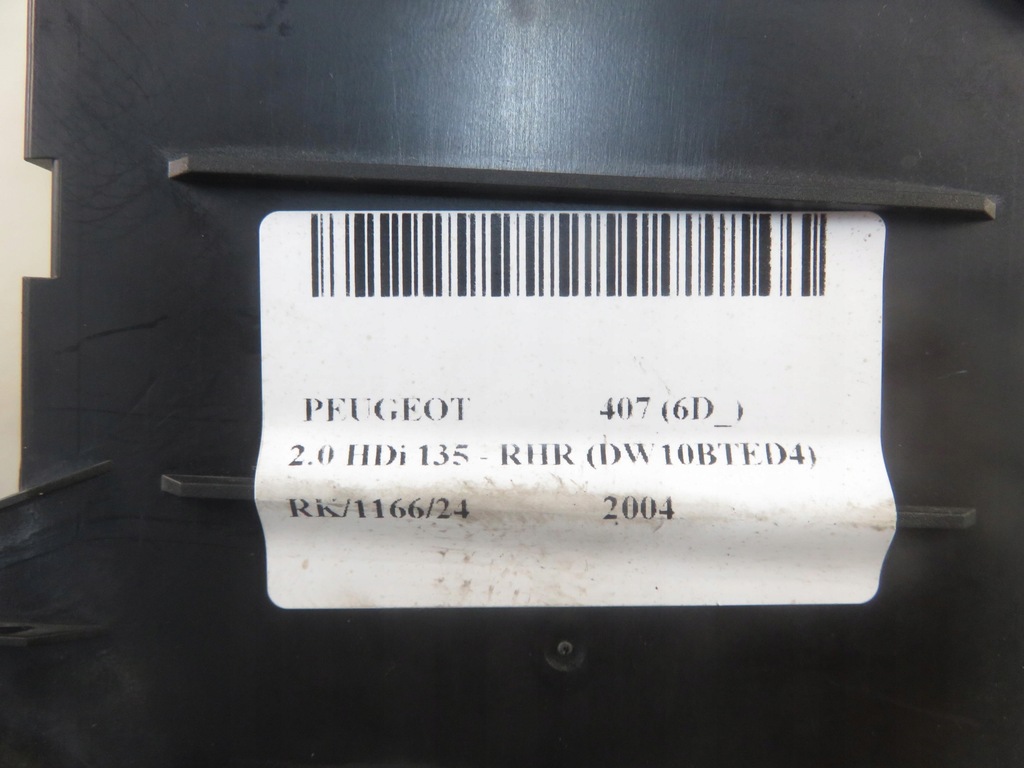 PEUGEOT 407 (6D_)
2.0 HDi 135 - RHR (DW10BTED4)
RK/1166/24 2004